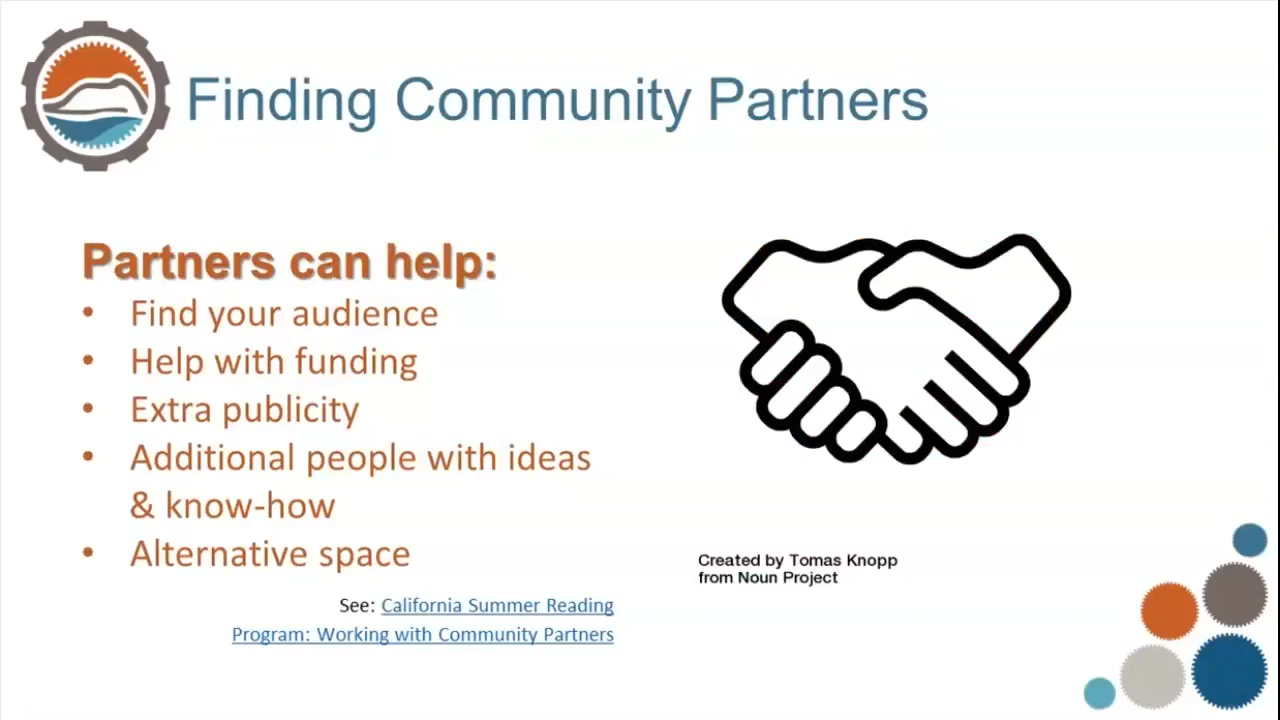 Finding Community Partners
Partners can help:
• Find your audience
• Help with funding
• Extra publicity
• Additional people with ideas
& know-how
• Alternative space
See: California Summer Reading
Program: Working with Community Partners
Created by Tomas Knopp
from Noun Project